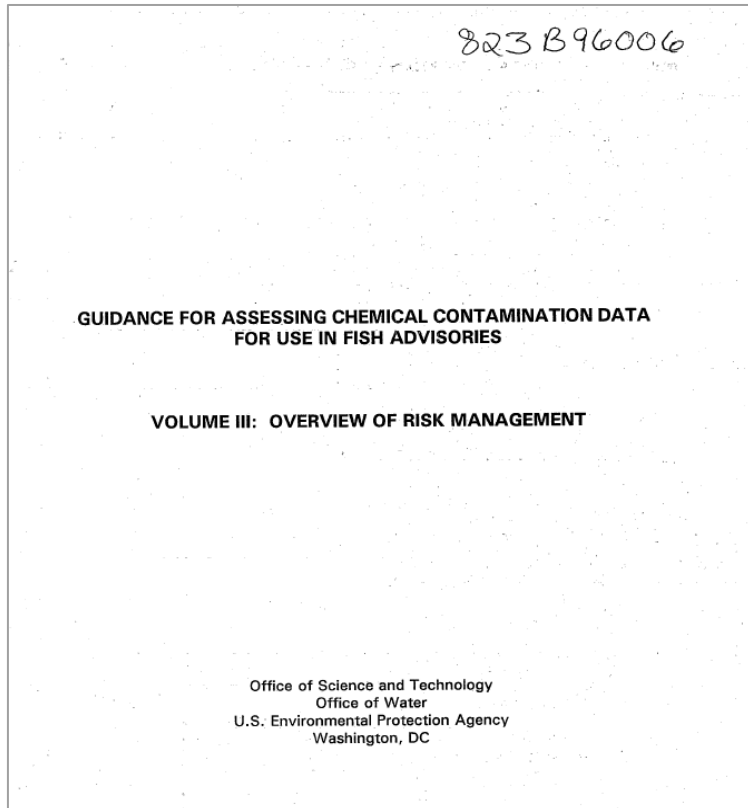 823B96006
GUIDANCE FOR ASSESSING CHEMICAL CONTAMINATION DATA
FOR USE IN FISH ADVISORIES
VOLUME III: OVERVIEW OF RISK MANAGEMENT
Office of Science and Technology
Office of Water
U.S. Environmental Protection Agency
Washington, DC